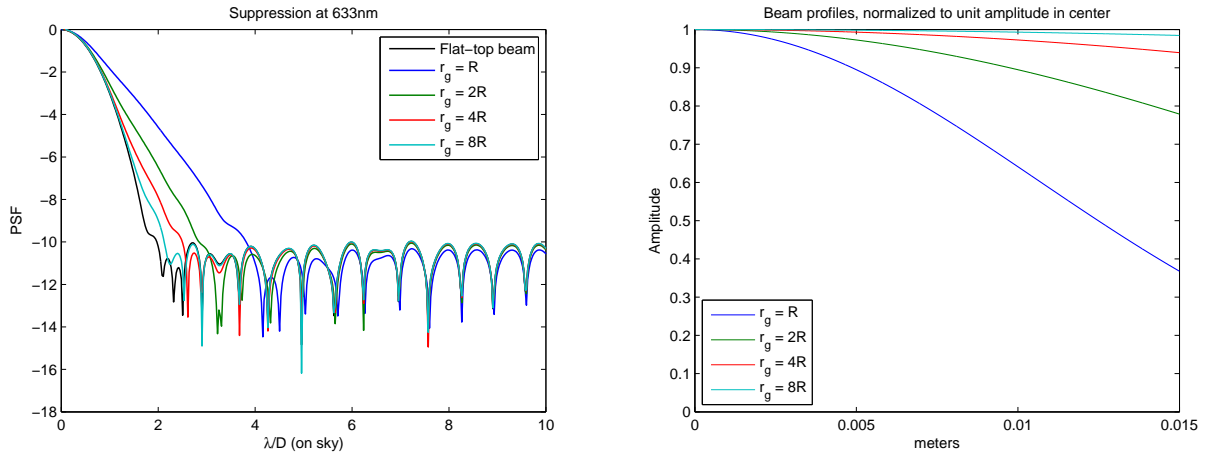 Suppression at 633nm
0
−2
−4
−6
−8
−10
−12
−14
−16
−18
PSF
0
2
4
6
8
10
λ/D (on sky)
Flat−top beam
r_g = R
r_g = 2R
r_g = 4R
r_g = 8R
Beam profiles, normalized to unit amplitude in center
1
0.9
0.8
0.7
0.6
0.5
0.4
0.3
0.2
0.1
0
Amplitude
0
0.005
0.01
0.015
meters
r_g = R
r_g = 2R
r_g = 4R
r_g = 8R